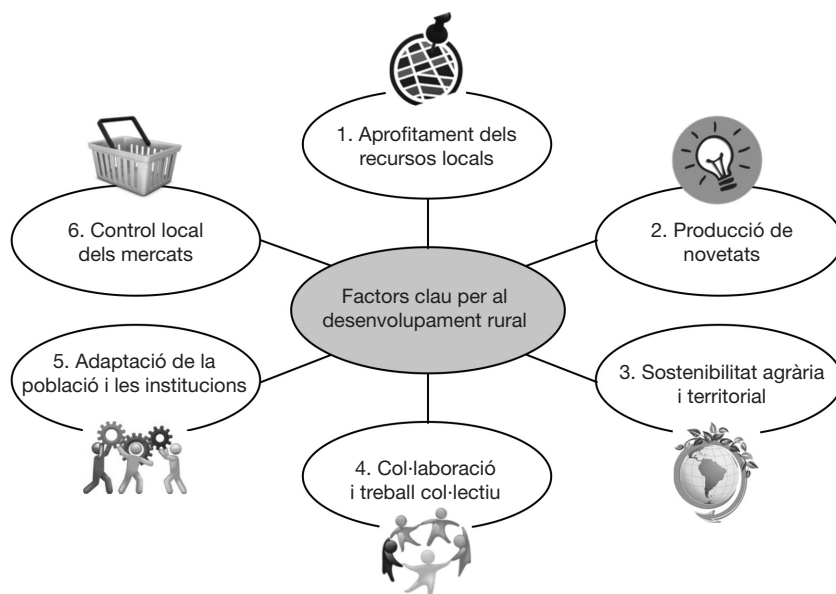 1. Aprofitament dels
recursos locals
2. Producció de
novetats
3. Sostenibilitat agrària
i territorial
4. Col·laboració
i treball col·lectiu
5. Adaptació de la
població i les institucions
6. Control local
dels mercats
Factors clau per al
desenvolupament rural